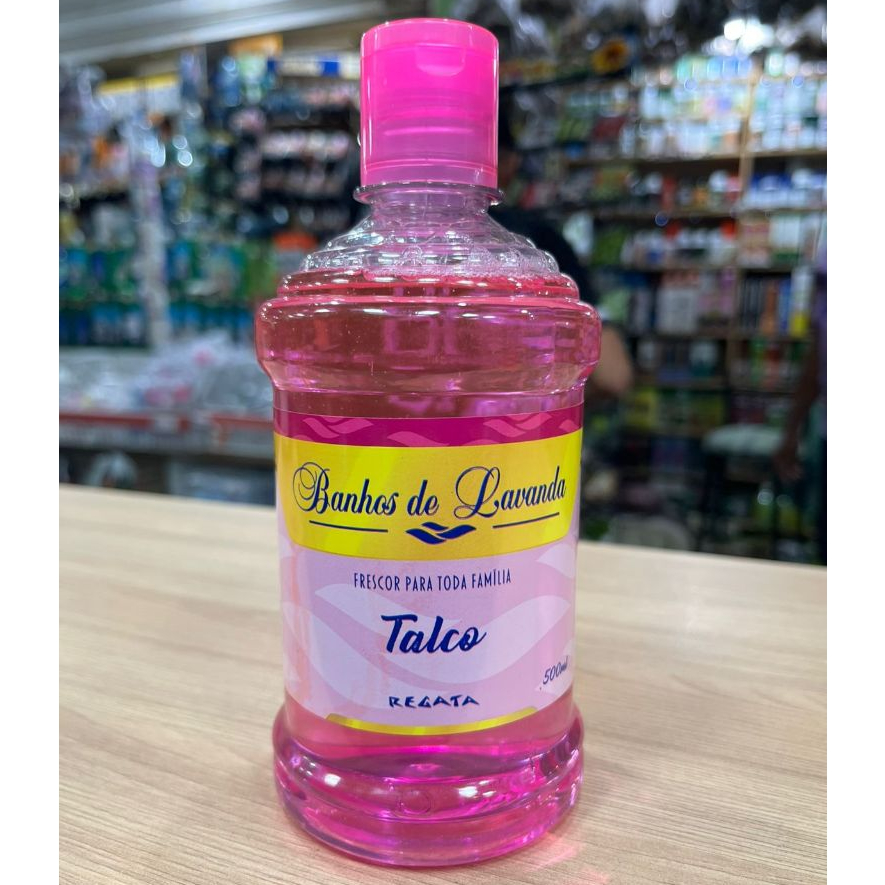 Banhos de Lavanda
FRESCOR PARA TODA FAMÍLIA
Talco
500ml
REGATA